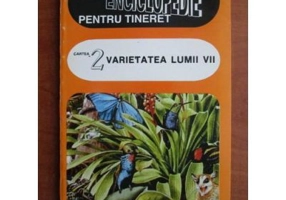 ENCICLOPEDIE
PENTRU TINERET
CARTEA 2 VARIETATEA LUMII VII